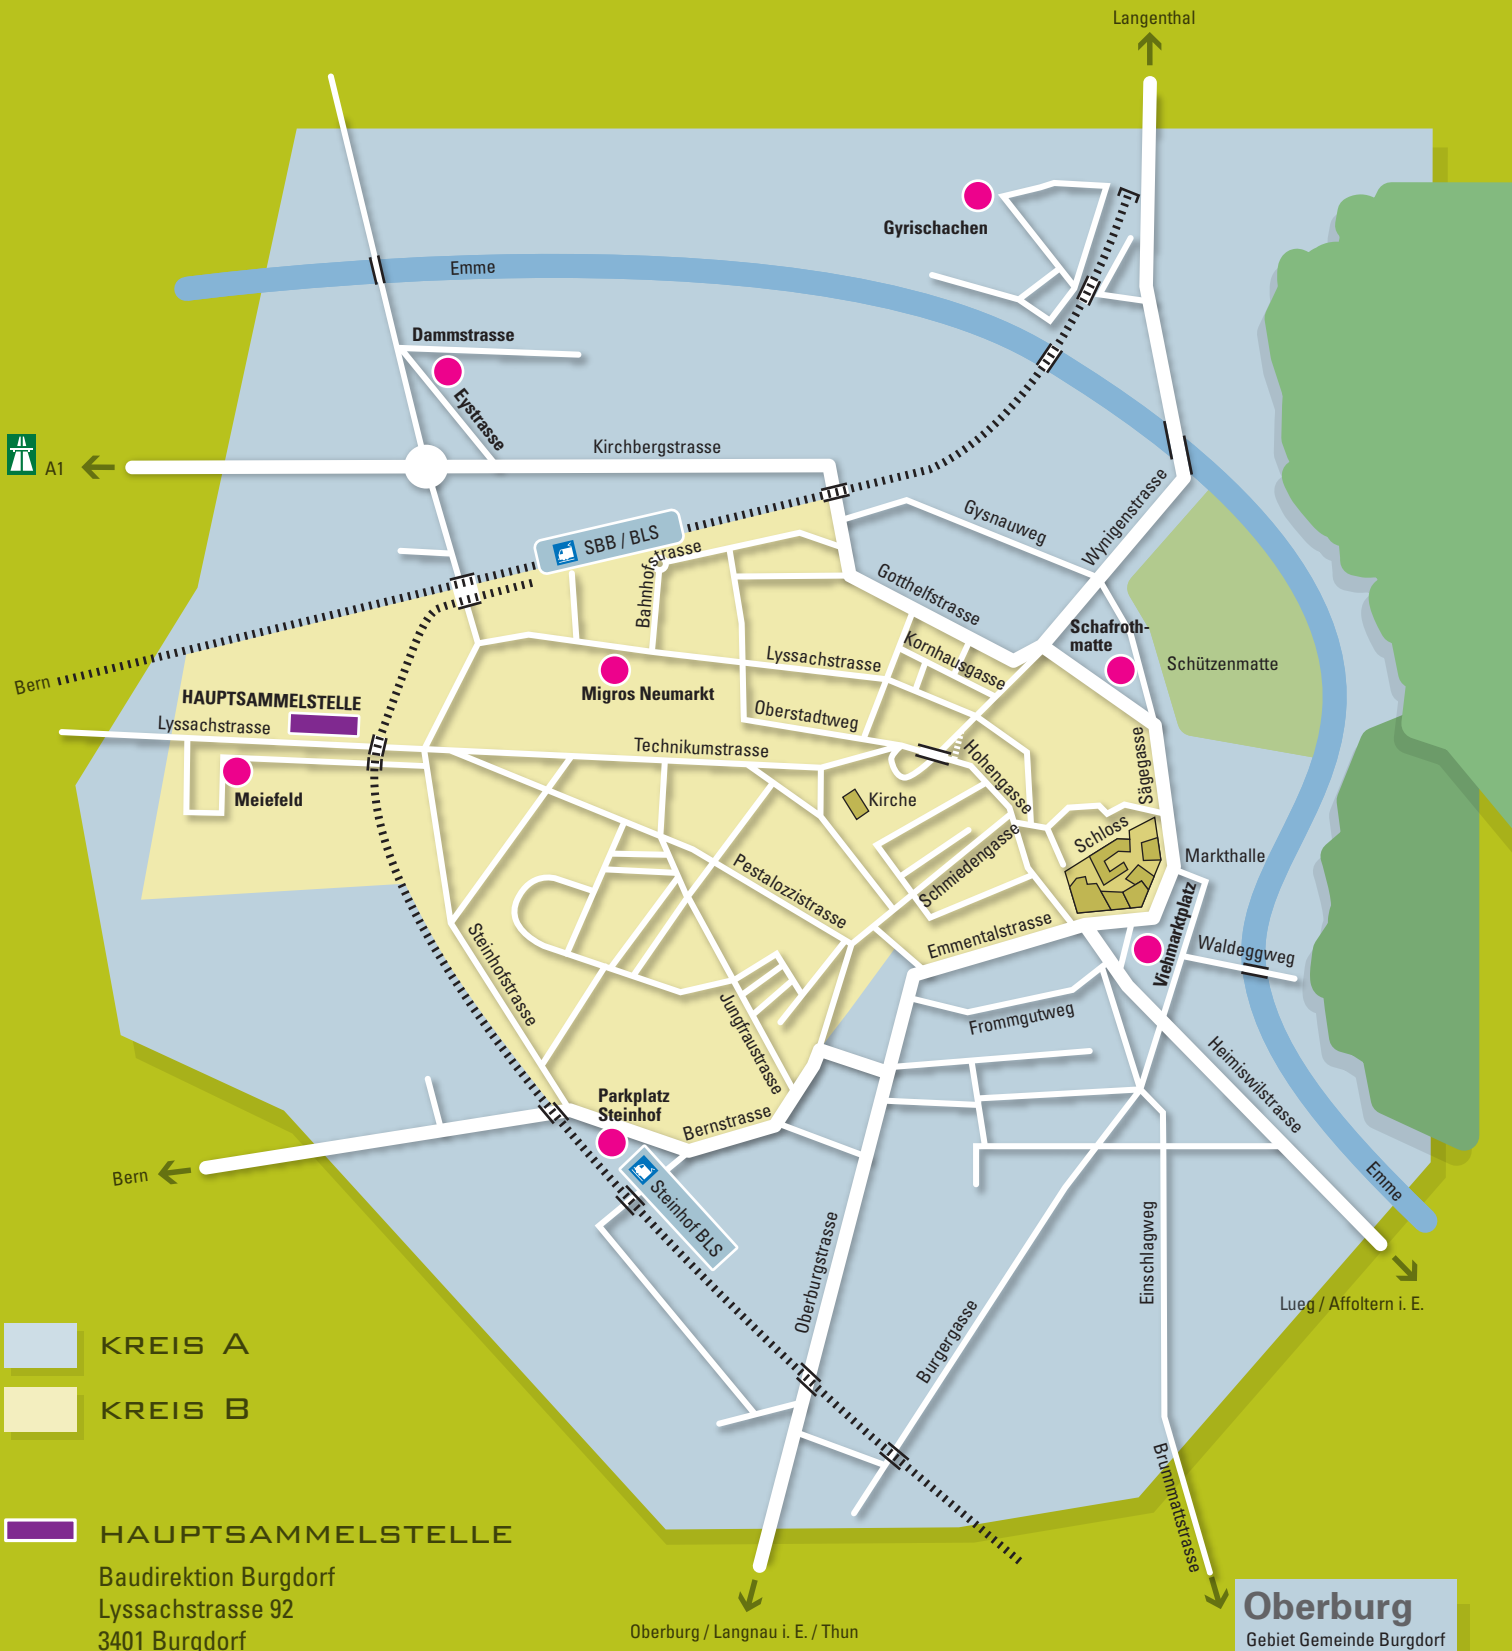 Langenthal
Gyrischachen
Emme
Dammstrasse
Eystrasse
Kirchbergstrasse
A1
Wynigenstrasse
Gysnauweg
SBB / BLS
Bahnhofstrasse
Gotthelfstrasse
Schafroth-
matte
Schützenmatte
Kornhausgasse
Lyssachstrasse
Bern
HAUPTSAMMELSTELLE
Migros Neumarkt
Lyssachstrasse
Oberstadtweg
Technikumstrasse
Hohengasse
Sägegasse
Meiefeld
Kirche
Schloss
Markthalle
Schmiedengasse
Pestalozzistrasse
Viehmarktplatz
Emmentalstrasse
Waldeggweg
Steinhofstrasse
Jungfraustrasse
Frommgutweg
Heimiswilstrasse
Parkplatz
Steinhof
Bernstrasse
Bern
Steinhof BLS
Emme
Oberburgstrasse
Einschlagweg
Burgergasse
Lueg / Affoltern i. E.
KREIS A
KREIS B
Brunnmattstrasse
HAUPTSAMMELSTELLE
Baudirektion Burgdorf
Lyssachstrasse 92
3401 Burgdorf
Oberburg / Langnau i. E. / Thun
Oberburg
Gebiet Gemeinde Burgdorf